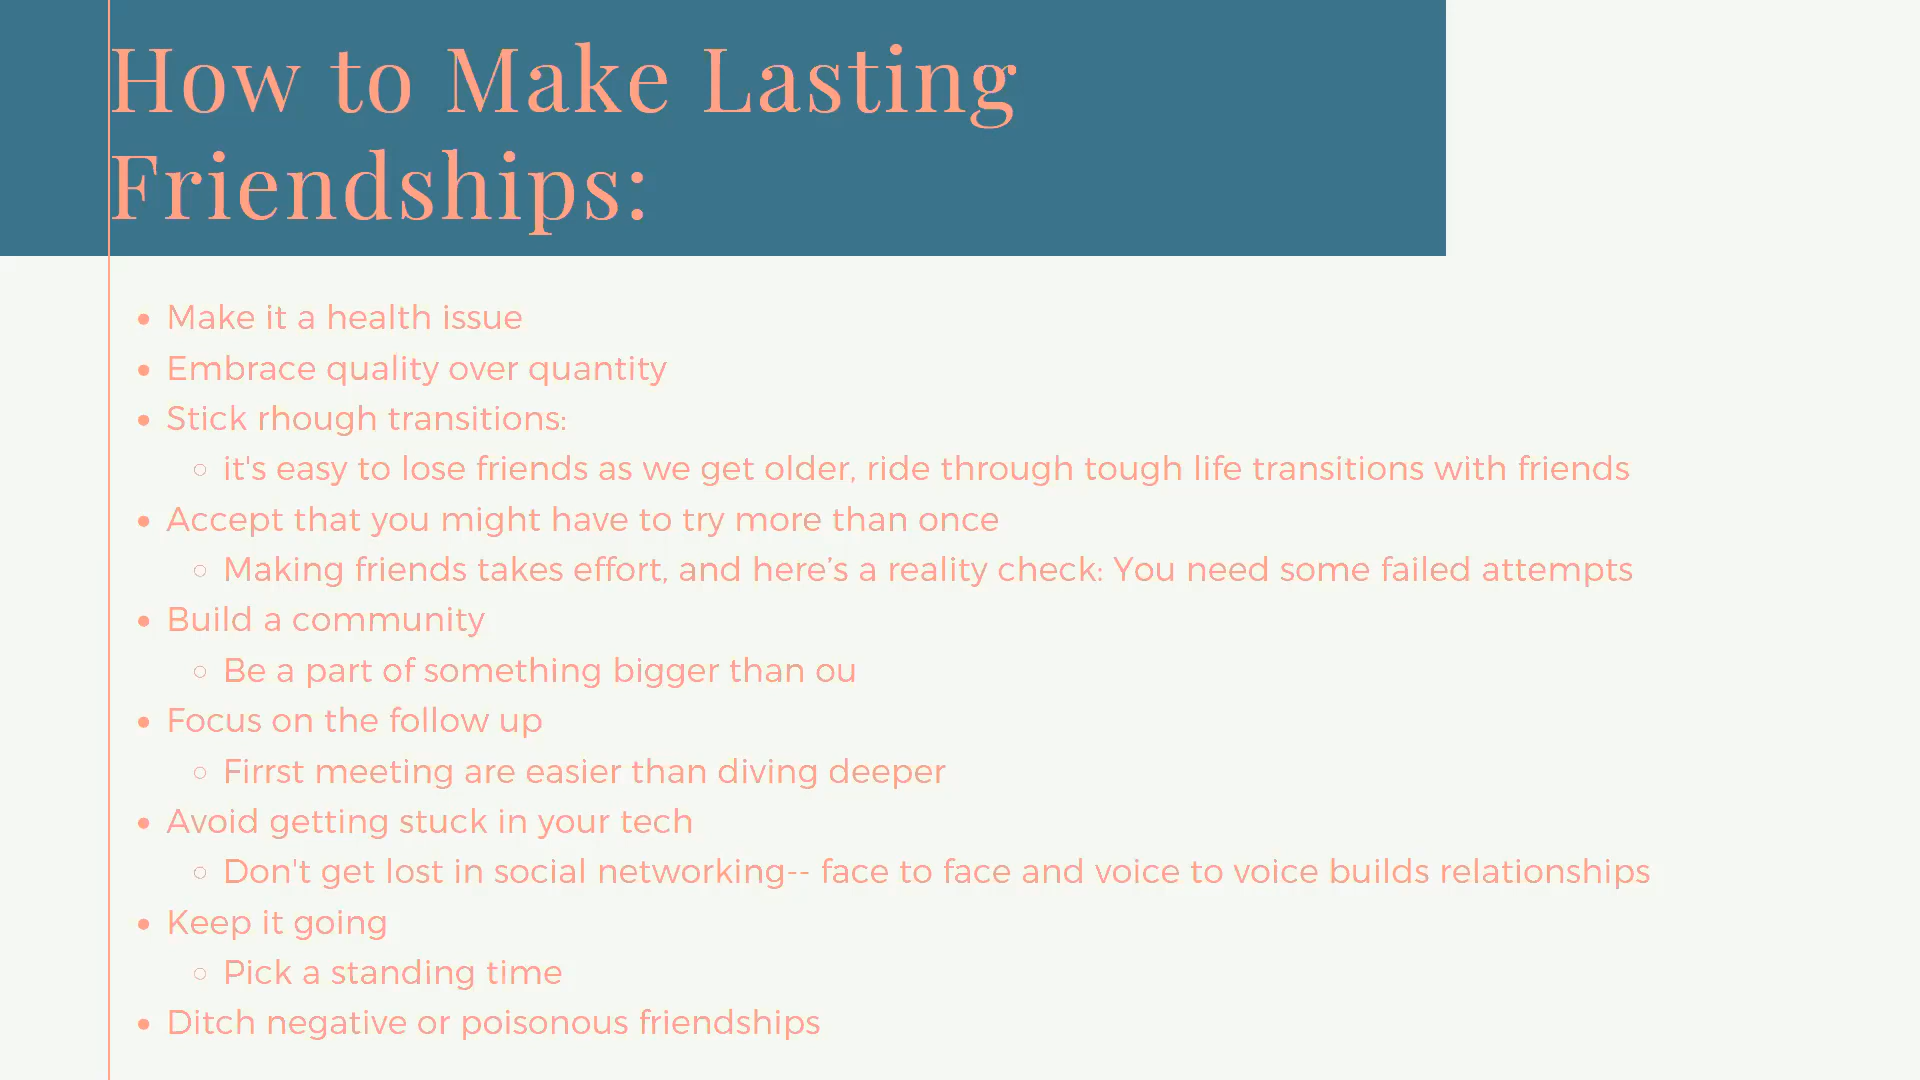 How to Make Lasting
Friendships:
Make it a health issue
Embrace quality over quantity
Stick rhough transitions:
it's easy to lose friends as we get older, ride through tough life transitions with friends
Accept that you might have to try more than once
Making friends takes effort, and here’s a reality check: You need some failed attempts
Build a community
Be a part of something bigger than ou
Focus on the follow up
Firrst meeting are easier than diving deeper
Avoid getting stuck in your tech
Don't get lost in social networking-- face to face and voice to voice builds relationships
Keep it going
Pick a standing time
Ditch negative or poisonous friendships